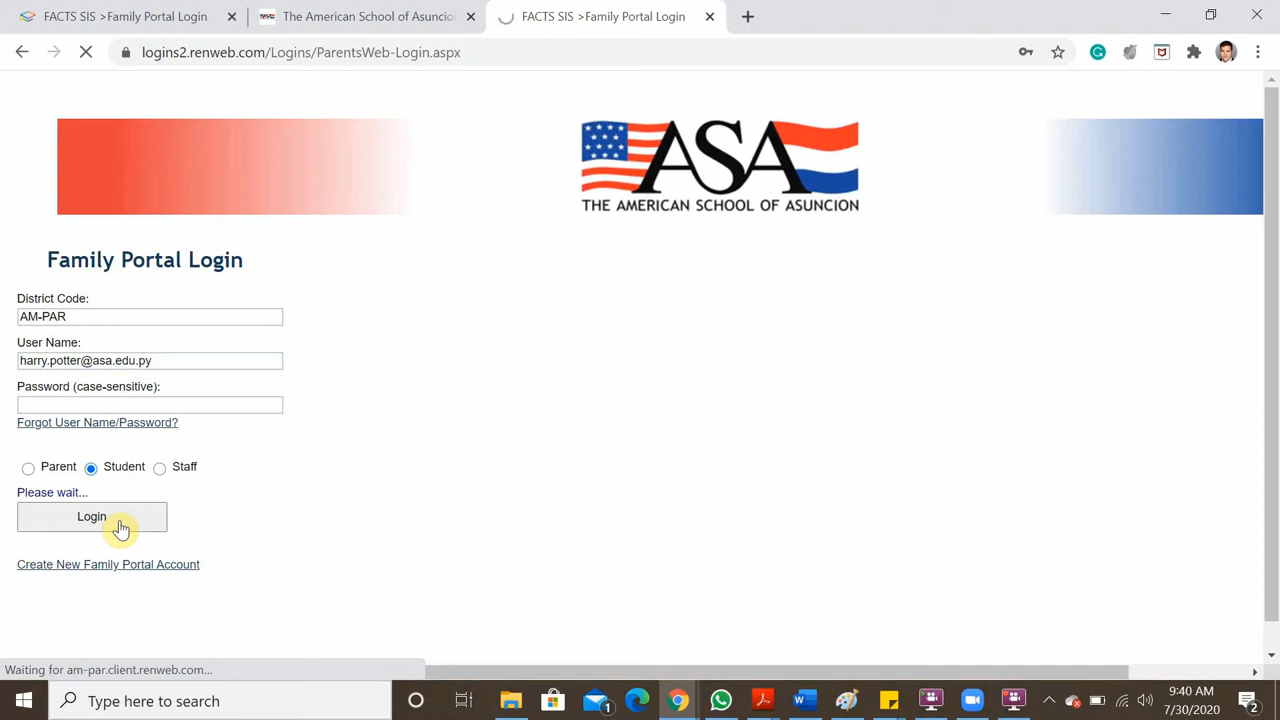 FACTS SIS >Family Portal Login
The American School of Asuncion
FACTS SIS >Family Portal Login
logins2.renweb.com/Logins/ParentsWeb-Login.aspx
ASA
THE AMERICAN SCHOOL OF ASUNCION
Family Portal Login
District Code:
AM-PAR
User Name:
harry.potter@asa.edu.py
Password (case-sensitive):
Forgot User Name/Password?
Parent Student Staff
Please wait...
Login
Create New Family Portal Account
Waiting for am-par.client.renweb.com...
Type here to search
1
9:40 AM
7/30/2020
2